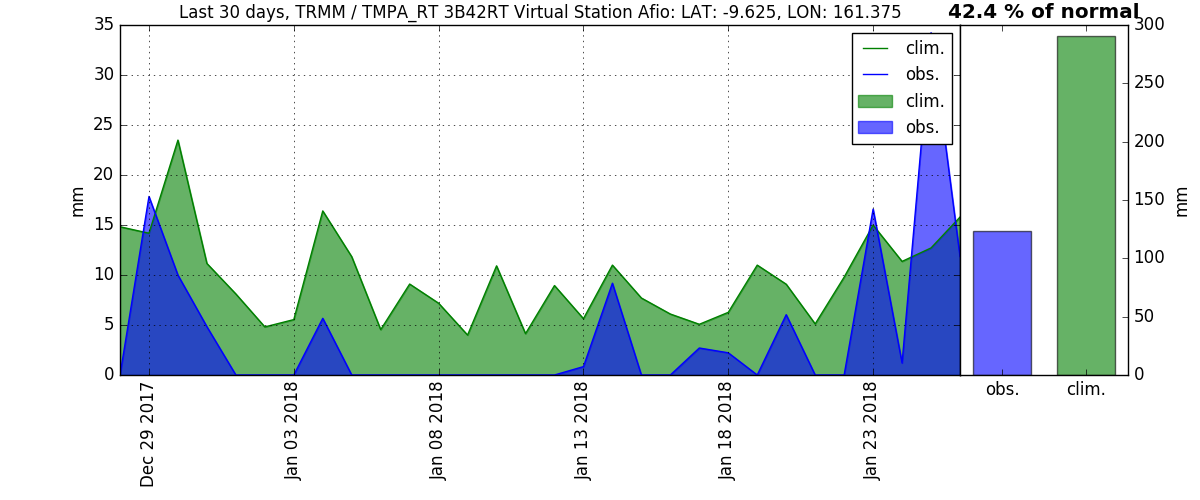 Last 30 days, TRMM / TMPA_RT 3B42RT Virtual Station Afio: LAT: -9.625, LON: 161.375
42.4 % of normal
35
30
25
20
15
10
5
0
mm
clim.
obs.
clim.
obs.
300
250
200
150
100
50
0
mm
Dec 29 2017
Jan 03 2018
Jan 08 2018
Jan 13 2018
Jan 18 2018
Jan 23 2018
obs.
clim.